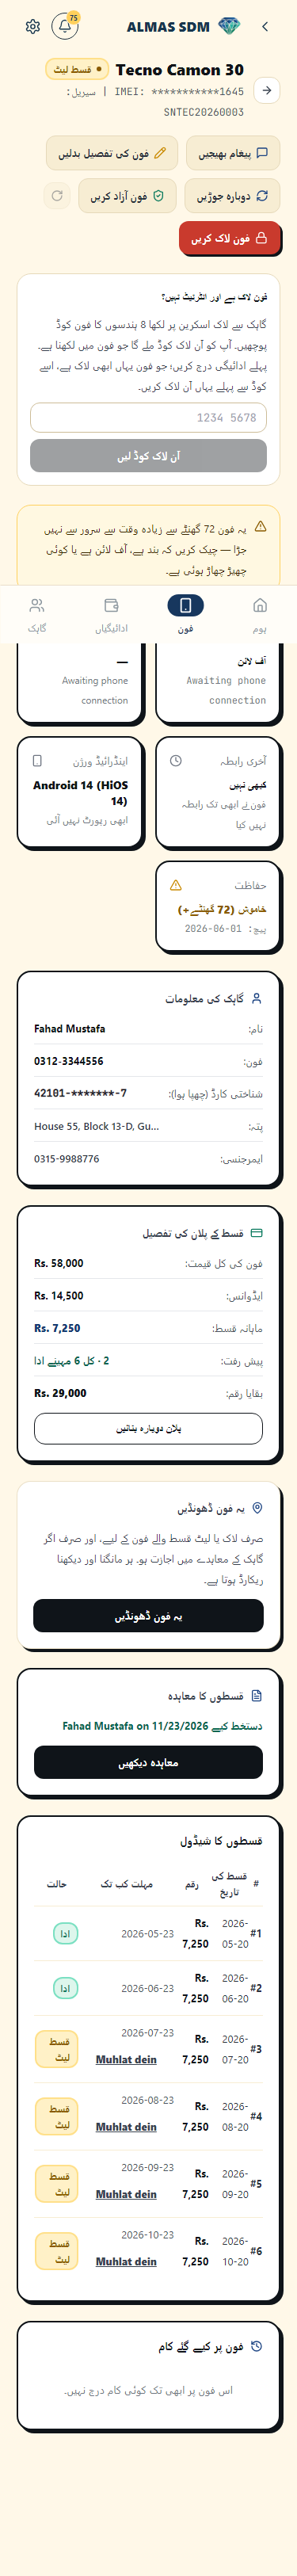 75
ALMAS SDM
Tecno Camon 30
قسط لیٹ
IMEI: ***********1645 | سیریل:
SNTEC20260003
پیغام بھیجیں
فون کی تفصیل بدلیں
دوبارہ جوڑیں
فون آزاد کریں
فون لاک کریں
فون لاک ہے اور انٹرنیٹ نہیں؟
گاہک سے لاک اسکرین پر لکھا 8 ہندسوں کا فون کوڈ
پوچھیں۔ آپ کو اَن لاک کوڈ ملے گا جو فون میں لکھنا ہے۔
پہلے ادائیگی درج کریں؛ جو فون یہاں ابھی لاک ہے، اسے
کوڈ سے پہلے یہاں اَن لاک کریں۔
1234 5678
اَن لاک کوڈ لیں
یہ فون 72 گھنٹے سے زیادہ وقت سے سرور سے نہیں
جڑا — چیک کریں کہ بند ہے، آف لائن ہے یا کوئی
چھیڑ چھاڑ ہوئی ہے۔
ہوم
فون
ادائیگیاں
گاہک
آف لائن
Awaiting phone
connection
—
Awaiting phone
connection
آخری رابطہ
کبھی نہیں
فون نے ابھی تک رابطہ
نہیں کیا
اینڈرائیڈ ورژن
Android 14 (HiOS
14)
ابھی رپورٹ نہیں آئی
حفاظت
خاموش (72 گھنٹے+)
پیچ: 2026-06-01
گاہک کی معلومات
نام: Fahad Mustafa
فون: 0312-3344556
شناختی کارڈ (چھپا ہوا): 42101-*******-7
پتہ: House 55, Block 13-D, Gu...
ایمرجنسی: 0315-9988776
قسط کے پلان کی تفصیل
فون کی کل قیمت: Rs. 58,000
ایڈوانس: Rs. 14,500
ماہانہ قسط: Rs. 7,250
پیش رفت: 2 · کل 6 مہینے ادا
بقایا رقم: Rs. 29,000
پلان دوبارہ بنائیں
یہ فون ڈھونڈیں
صرف لاک یا لیٹ قسط والے فون کے لیے، اور صرف اگر
گاہک کے معاہدے میں اجازت ہو۔ ہر مانگنا اور دیکھنا
ریکارڈ ہوتا ہے۔
یہ فون ڈھونڈیں
قسطوں کا معاہدہ
دستخط کیے Fahad Mustafa on 11/23/2026
معاہدہ دیکھیں
قسطوں کا شیڈول
# قسط کی تاریخ رقم مہلت کب تک حالت
#1 2026-05-20 Rs. 7,250 2026-05-23 ادا
#2 2026-06-20 Rs. 7,250 2026-06-23 ادا
#3 2026-07-20 Rs. 7,250 2026-07-23 Muhlat dein قسط لیٹ
#4 2026-08-20 Rs. 7,250 2026-08-23 Muhlat dein قسط لیٹ
#5 2026-09-20 Rs. 7,250 2026-09-23 Muhlat dein قسط لیٹ
#6 2026-10-20 Rs. 7,250 2026-10-23 Muhlat dein قسط لیٹ
فون پر کیے گئے کام
اس فون پر ابھی تک کوئی کام درج نہیں۔